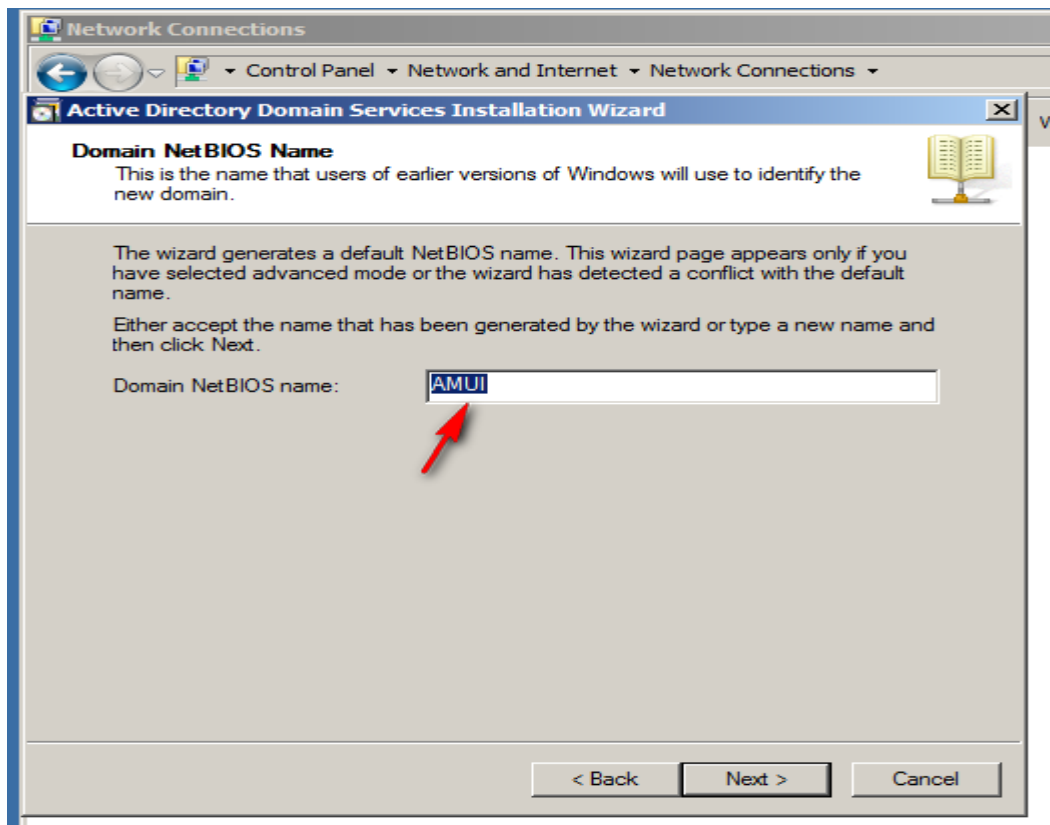 Network Connections
Control Panel Network and Internet Network Connections
Active Directory Domain Services Installation Wizard
Domain NetBIOS Name
This is the name that users of earlier versions of Windows will use to identify the
new domain.
The wizard generates a default NetBIOS name. This wizard page appears only if you
have selected advanced mode or the wizard has detected a conflict with the default
name.
Either accept the name that has been generated by the wizard or type a new name and
then click Next.
Domain NetBIOS name: AMUI
< Back Next > Cancel